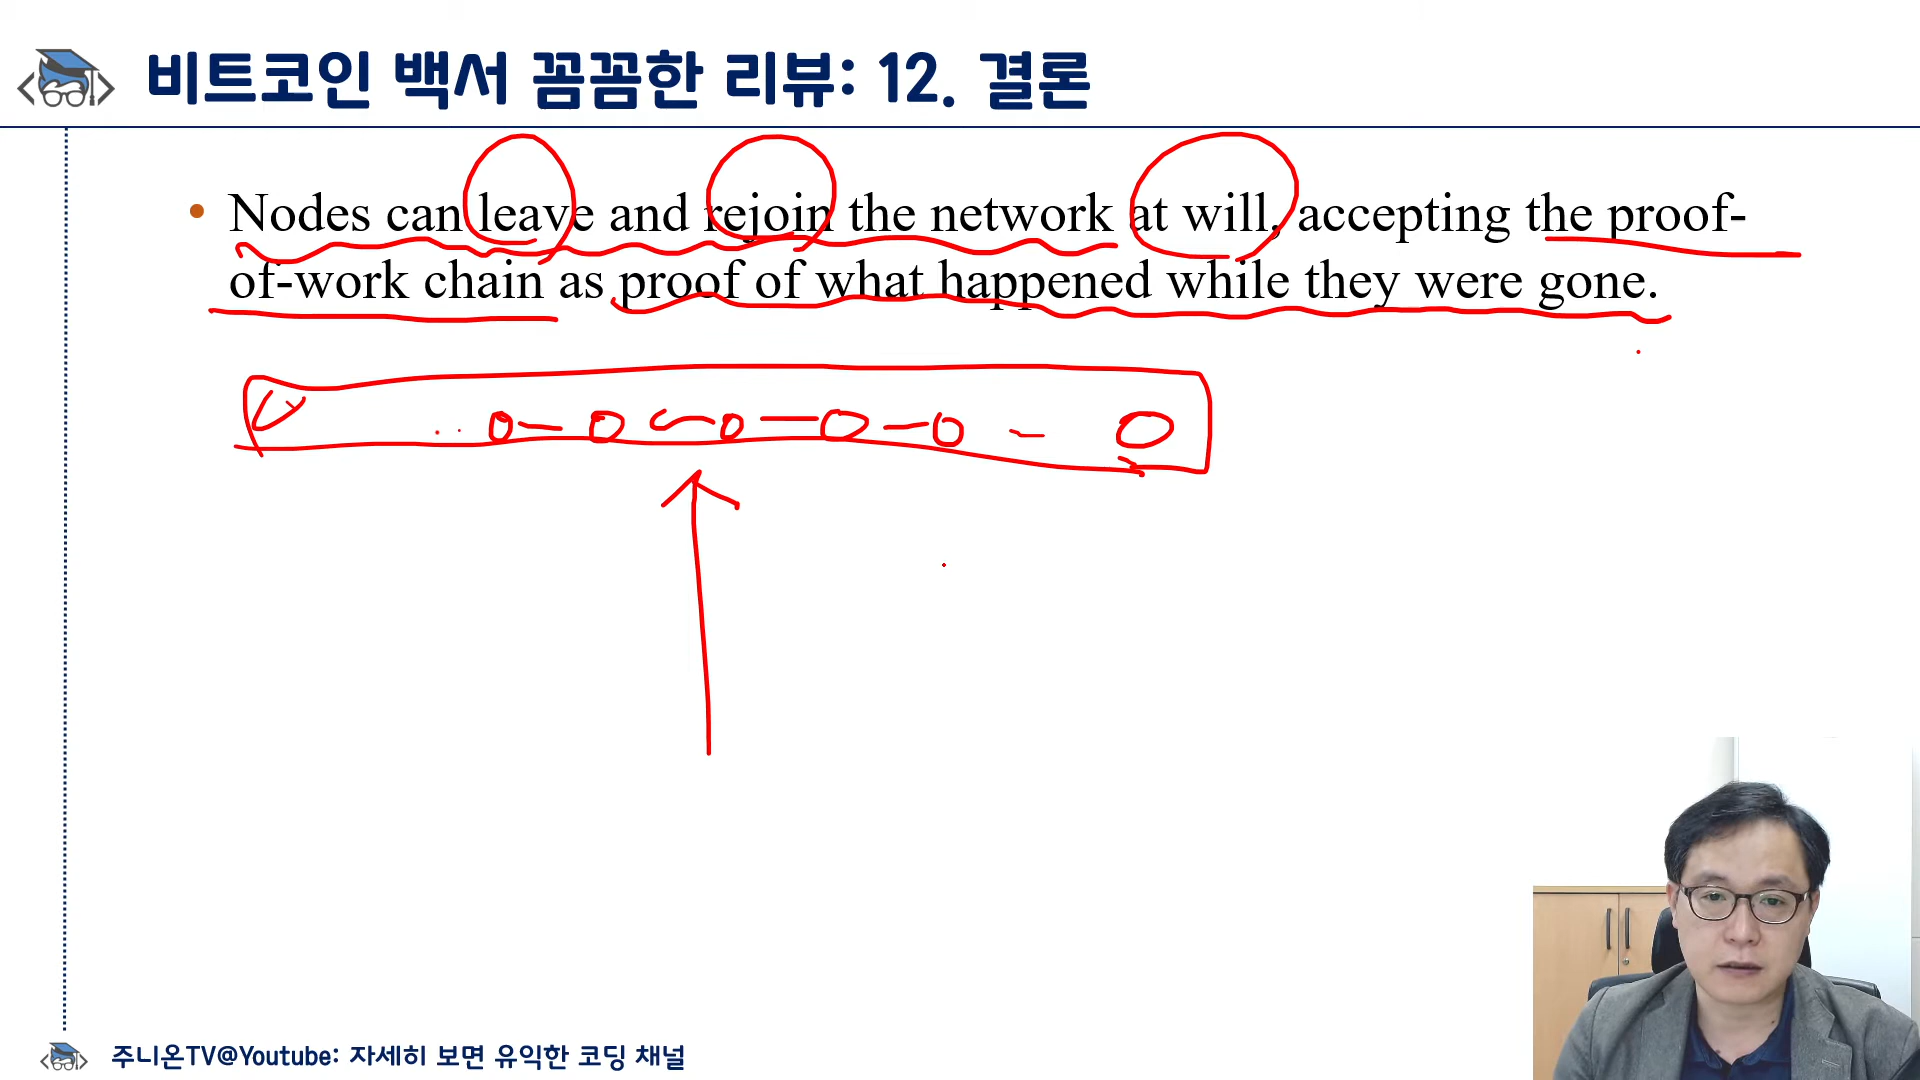 비트코인 백서 꼼꼼한 리뷰: 12. 결론
• Nodes can leave and rejoin the network at will, accepting the proof-
of-work chain as proof of what happened while they were gone.
주니온TV@Youtube: 자세히 보면 유익한 코딩 채널